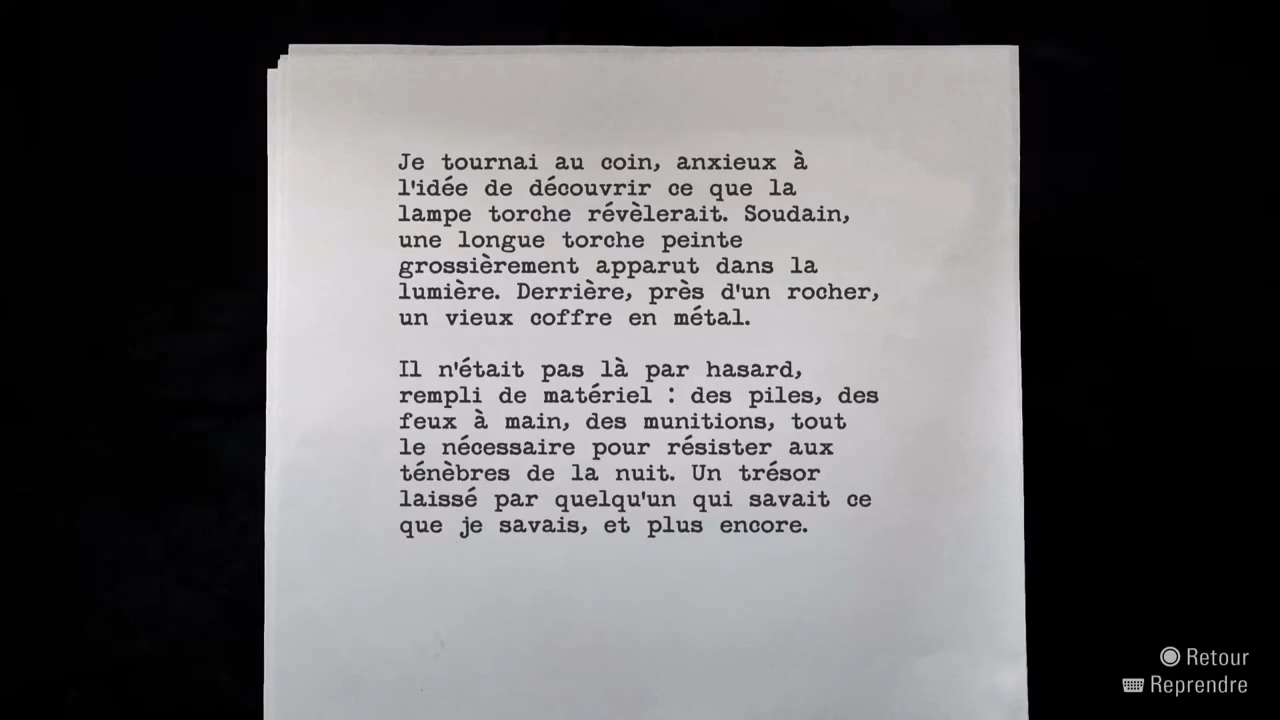 Je tournai au coin, anxieux à
l'idée de découvrir ce que la
lampe torche révèlerait. Soudain,
une longue torche peinte
grossièrement apparut dans la
lumière. Derrière, près d'un rocher,
un vieux coffre en métal.
Il n'était pas là par hasard,
rempli de matériel : des piles, des
feux à main, des munitions, tout
le nécessaire pour résister aux
ténèbres de la nuit. Un trésor
laissé par quelqu'un qui savait ce
que je savais, et plus encore.
Retour
Reprendre